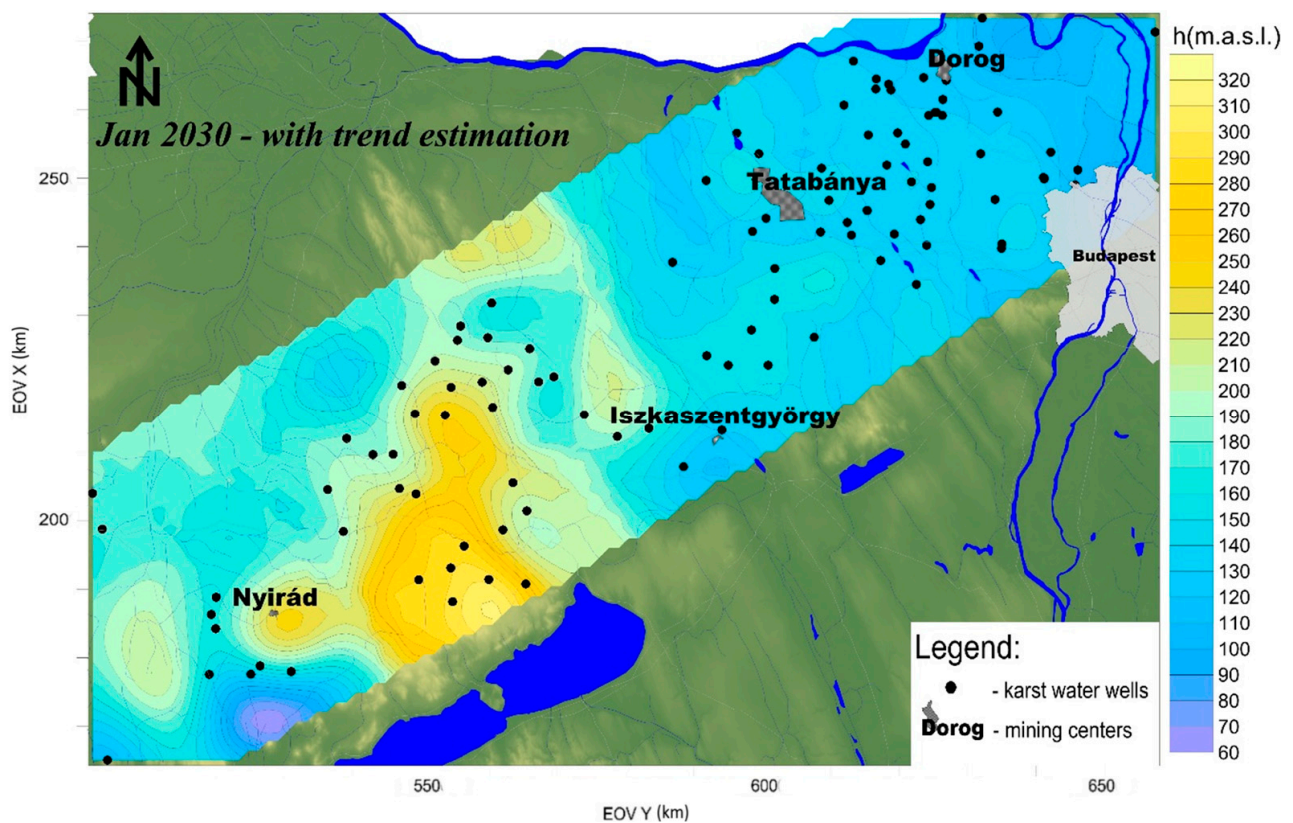 h(m.a.s.l.)
Dorog
N
Jan 2030 - with trend estimation
Tatabánya
Budapest
Iszkaszentgyörgy
Nyirád
320
310
300
290
280
270
260
250
240
230
220
210
200
190
180
170
160
150
140
130
120
110
100
90
80
70
60
Legend:
- karst water wells
Dorog - mining centers
250
200
EOV X (km)
550
600
650
EOV Y (km)